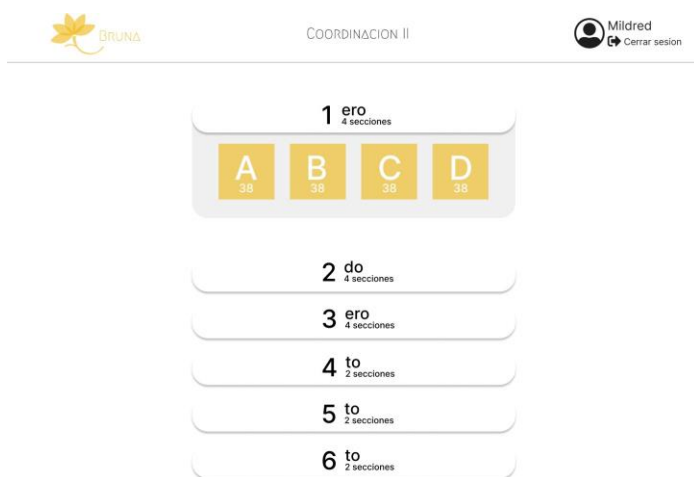 BRUNA
COORDINACION II
Mildred
Cerrar sesion
1 ero
4 secciones
A B C D
38 38 38 38
2 do
4 secciones
3 ero
4 secciones
4 to
2 secciones
5 to
2 secciones
6 to
2 secciones